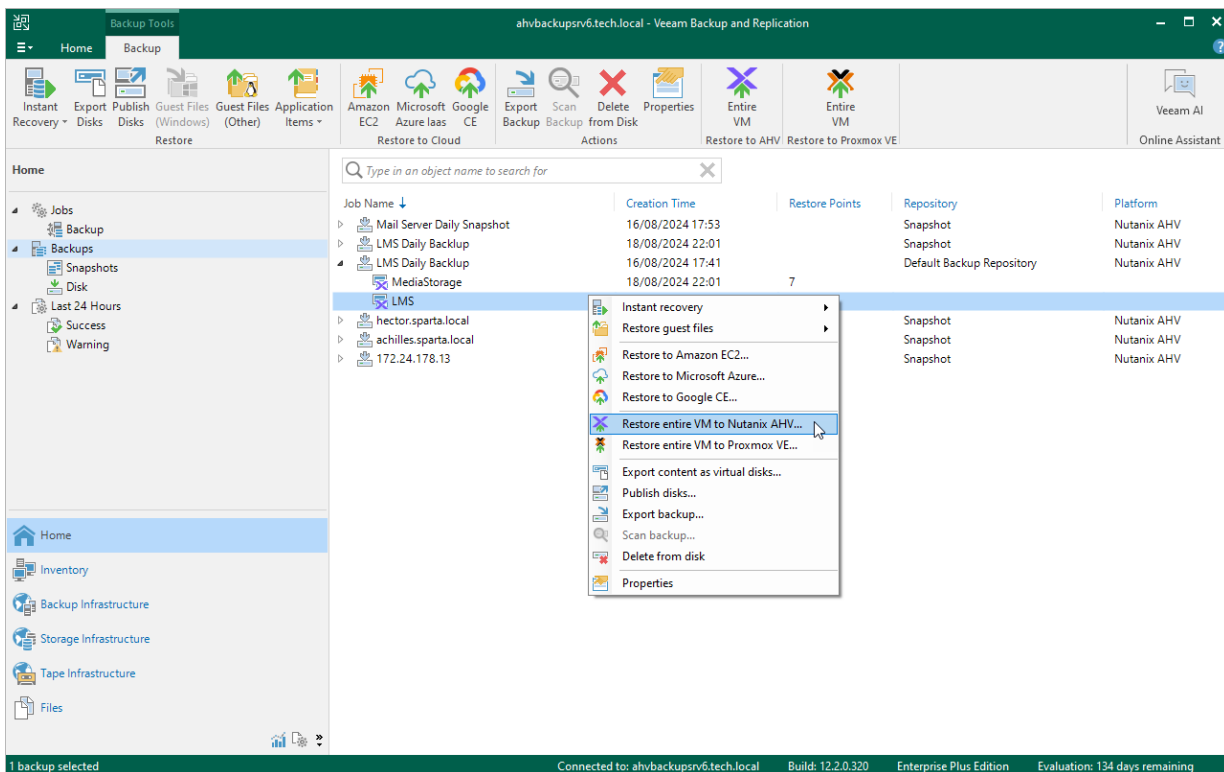 Backup Tools
ahvbackupsrv6.tech.local - Veeam Backup and Replication
Home Backup
?
Instant Recovery
Export Disks
Publish Disks
Guest Files (Windows)
Guest Files (Other)
Application Items
Amazon EC2
Microsoft Azure Iaas
Google CE
Export Backup
Scan Backup
Delete from Disk
Properties
Entire VM
Entire VM
Veeam AI
Restore
Restore to Cloud
Actions
Restore to AHV
Restore to Proxmox VE
Online Assistant
Home
Jobs
Backup
Backups
Snapshots
Disk
Last 24 Hours
Success
Warning
Type in an object name to search for
Job Name Creation Time Restore Points Repository Platform
Mail Server Daily Snapshot 16/08/2024 17:53 Snapshot Nutanix AHV
LMS Daily Backlup 18/08/2024 22:01 Snapshot Nutanix AHV
LMS Daily Backlup 16/08/2024 17:41 Default Backup Repository Nutanix AHV
MediaStorage 18/08/2024 22:01 7
LMS
hector.sparta.local Snapshot Nutanix AHV
achilles.sparta.local Snapshot Nutanix AHV
172.24.178.13 Snapshot Nutanix AHV
Instant recovery
Restore guest files
Restore to Amazon EC2...
Restore to Microsoft Azure...
Restore to Google CE...
Restore entire VM to Nutanix AHV...
Restore entire VM to Proxmox VE...
Export content as virtual disks...
Publish disks...
Export backup...
Scan backup...
Delete from disk
Properties
Home
Inventory
Backup Infrastructure
Storage Infrastructure
Tape Infrastructure
Files
1 backup selected
Connected to: ahvbackupsrv6.tech.local Build: 12.2.0.320 Enterprise Plus Edition Evaluation: 134 days remaining